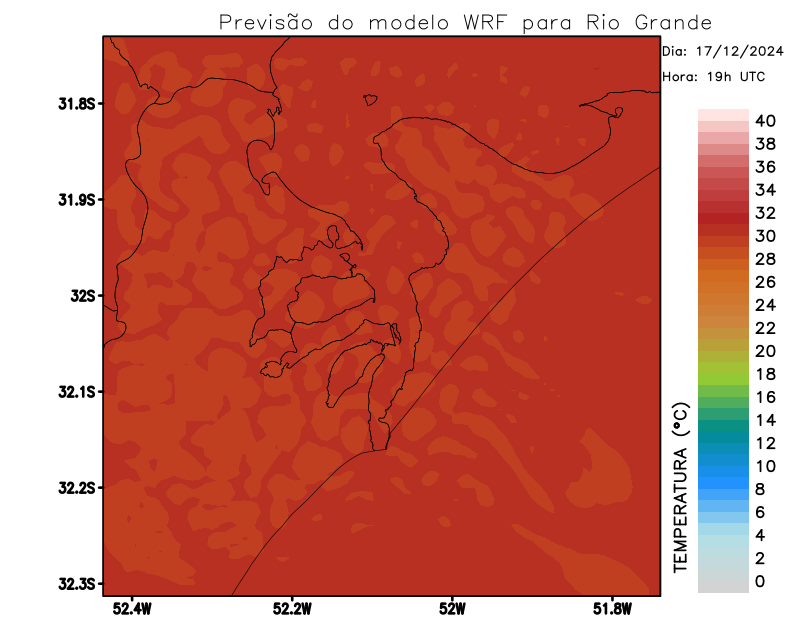 Previsão do modelo WRF para Rio Grande
Dia: 17/12/2024
Hora: 19h UTC
31.8S
31.9S
32S
32.1S
32.2S
32.3S
52.4W
52.2W
52W
51.8W
TEMPERATURA (°C)
40
38
36
34
32
30
28
26
24
22
20
18
16
14
12
10
8
6
4
2
0